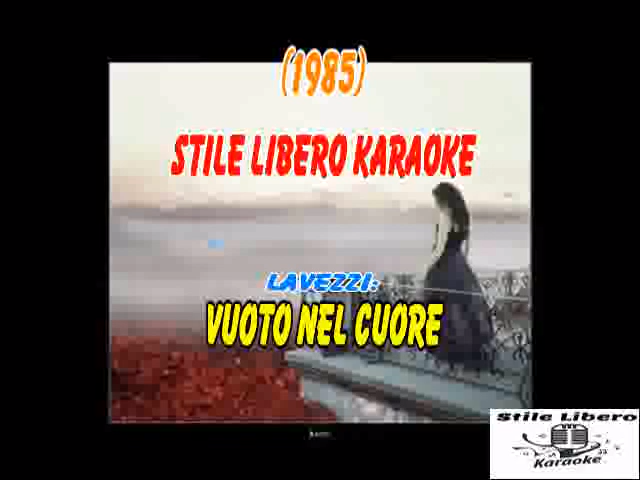 (1985)
STILE LIBERO KARAOKE
LAVEZZI:
VUOTO NEL CUORE
Stile Libero
Karaoke